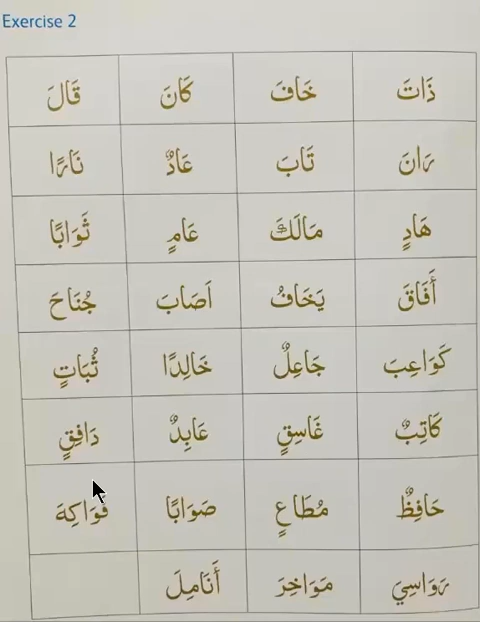 Exercise 2
ذَاتَ خَافَ كَانَ قَالَ
رَانَ تَابَ عَادٌ نَارًا
هَادٍ مَالَكَ عَامٍ ثَوَابًا
أَفَاقَ يَخَافُ اَصَابَ جُنَاحَ
كَوَاعِبَ جَاعِلٌ خَالِدًا ثُبَاتٍ
كَاتِبٌ غَاسِقٍ عَابِدٌ دَافِقٍ
حَافِظٌ مُطَاعٍ صَوَابًا فَوَاكِهَ
رَوَاسِيَ مَوَاخِرَ أَنَامِلَ